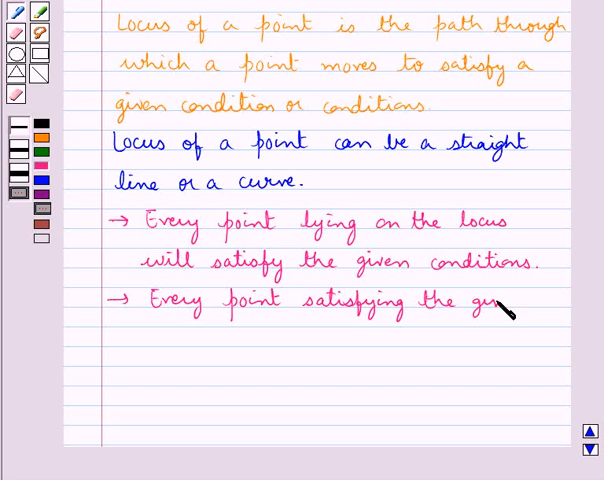 Locus of a point is the path through
which a point moves to satisfy a
given condition or conditions.
Locus of a point can be a straight
line or a curve.
→ Every point lying on the locus
will satisfy the given conditions.
→ Every point satisfying the giv